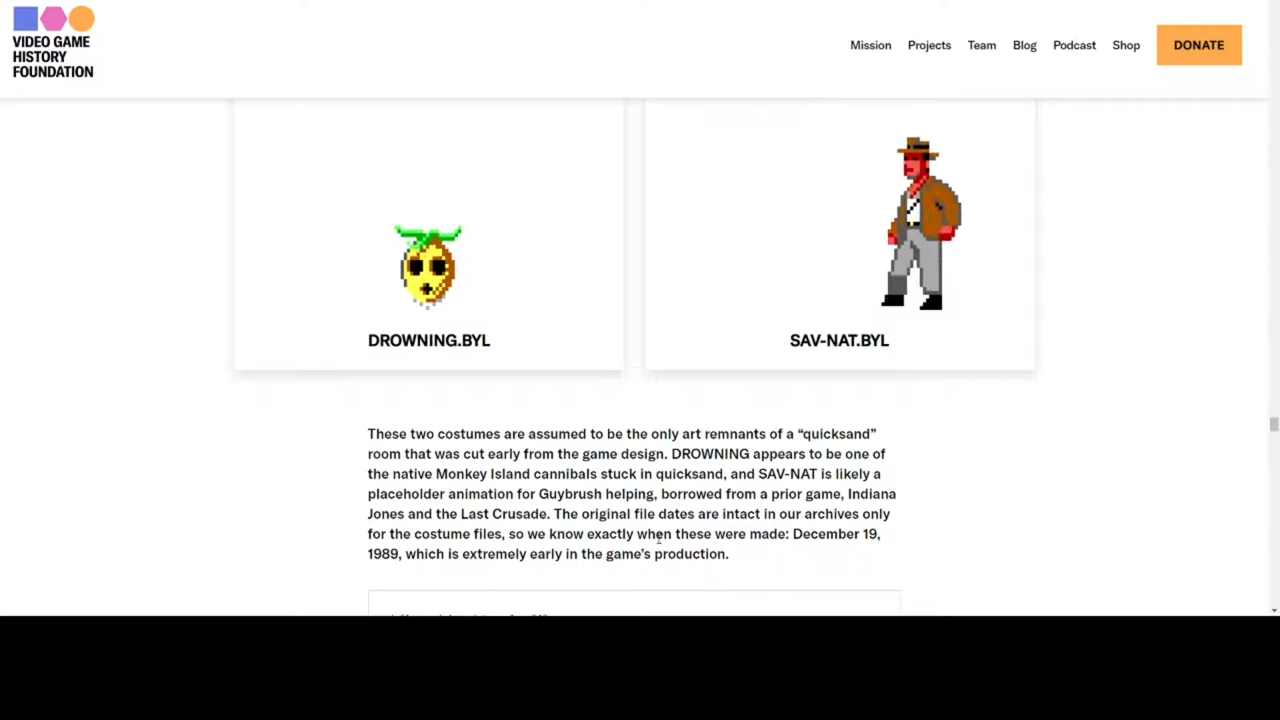 VIDEO GAME
HISTORY
FOUNDATION
Mission Projects Team Blog Podcast Shop DONATE
DROWNING.BYL
SAV-NAT.BYL
These two costumes are assumed to be the only art remnants of a “quicksand”
room that was cut early from the game design. DROWNING appears to be one of
the native Monkey Island cannibals stuck in quicksand, and SAV-NAT is likely a
placeholder animation for Guybrush helping, borrowed from a prior game, Indiana
Jones and the Last Crusade. The original file dates are intact in our archives only
for the costume files, so we know exactly when these were made: December 19,
1989, which is extremely early in the game’s production.